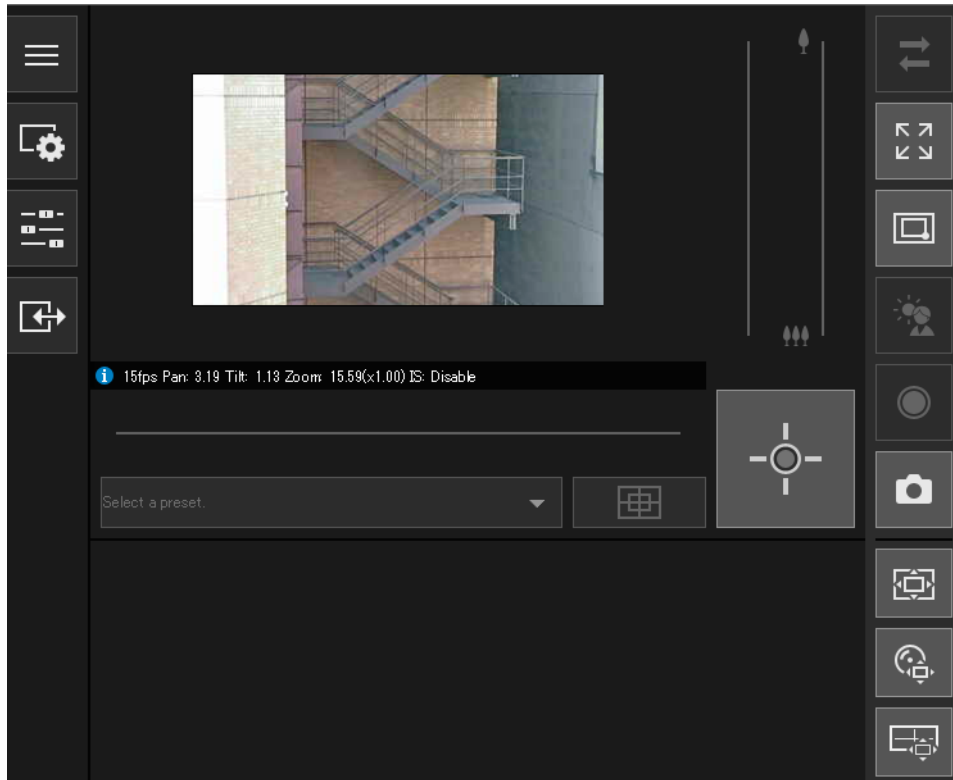 15fps Pan: 3.19 Tilt: 1.13 Zoom: 15.59(x1.00) IS: Disable
Select a preset.